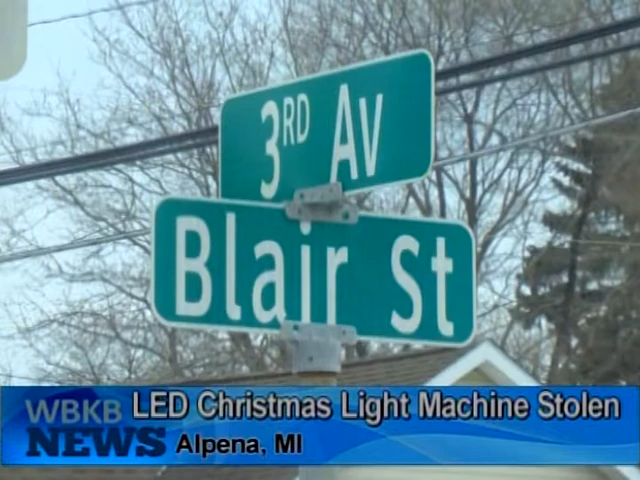 3RD Av
Blair St
WBKB NEWS
LED Christmas Light Machine Stolen
Alpena, MI